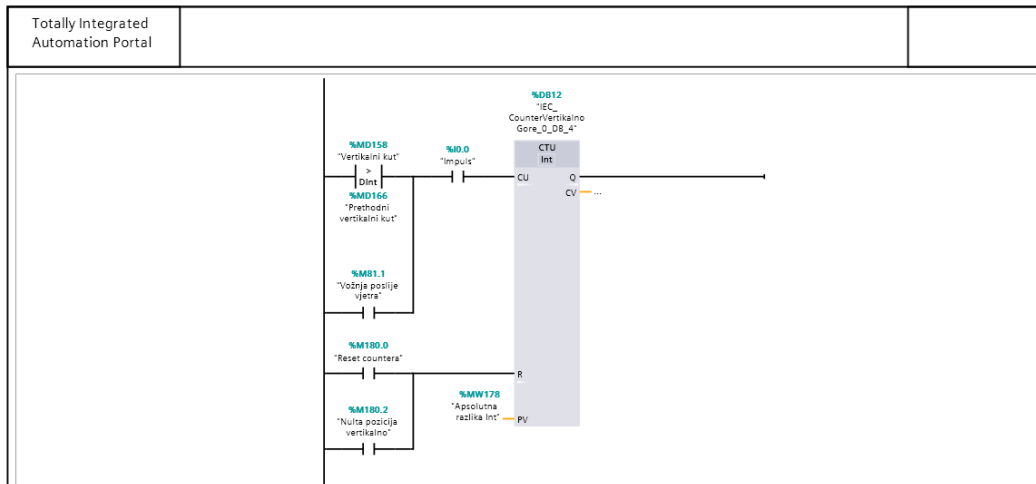 Totally Integrated
Automation Portal
%DB12
"IEC_
CounterVertikalno
Gore_0_DB_4"
CTU
Int
%MD158
"Vertikalni kut"
>
DInt
%MD166
"Prethodni
vertikalni kut"
%I0.0
"Impuls"
CU
Q
CV
...
%M81.1
"Vožnja poslije
vjetra"
%M180.0
"Reset countera"
R
%M180.2
"Nulta pozicija
vertikalno"
%MW178
"Apsolutna
razlika Int"
PV